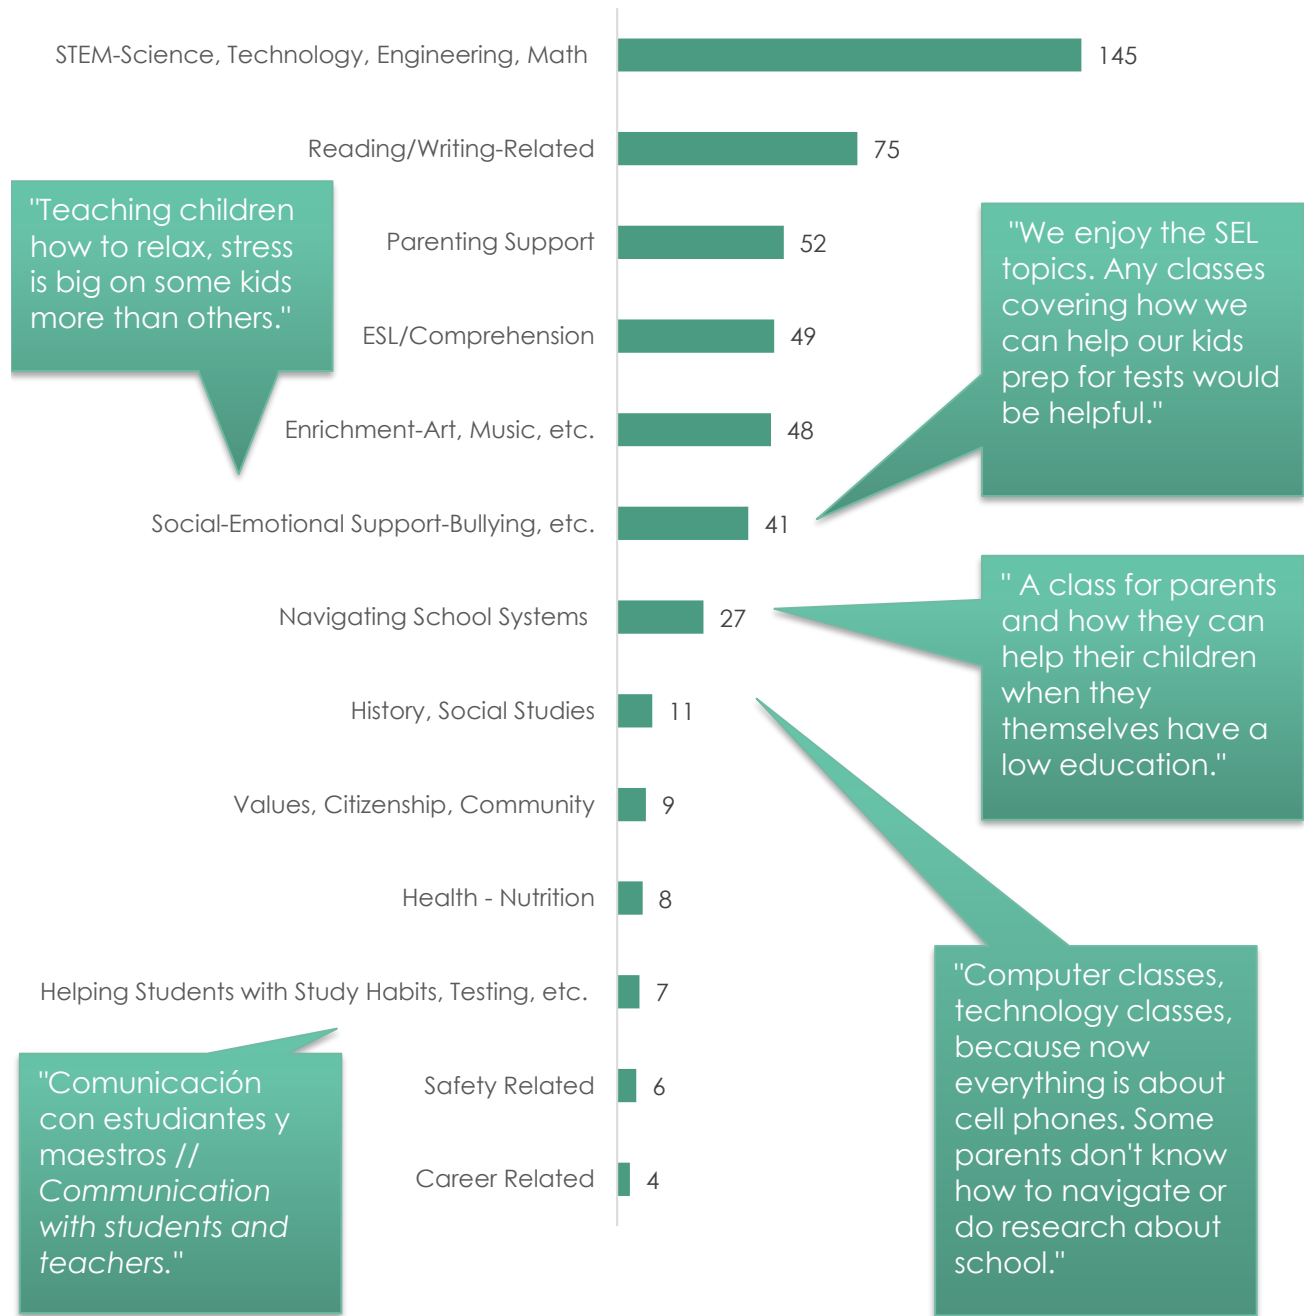 STEM-Science, Technology, Engineering, Math
145
Reading/Writing-Related
75
Parenting Support
52
ESL/Comprehension
49
Enrichment-Art, Music, etc.
48
Social-Emotional Support-Bullying, etc.
41
Navigating School Systems
27
History, Social Studies
11
Values, Citizenship, Community
9
Health - Nutrition
8
Helping Students with Study Habits, Testing, etc.
7
Safety Related
6
Career Related
4
"Teaching children
how to relax, stress
is big on some kids
more than others."
"We enjoy the SEL
topics. Any classes
covering how we
can help our kids
prep for tests would
be helpful."
" A class for parents
and how they can
help their children
when they
themselves have a
low education."
"Computer classes,
technology classes,
because now
everything is about
cell phones. Some
parents don't know
how to navigate or
do research about
school."
"Comunicación
con estudiantes y
maestros //
Communication
with students and
teachers."